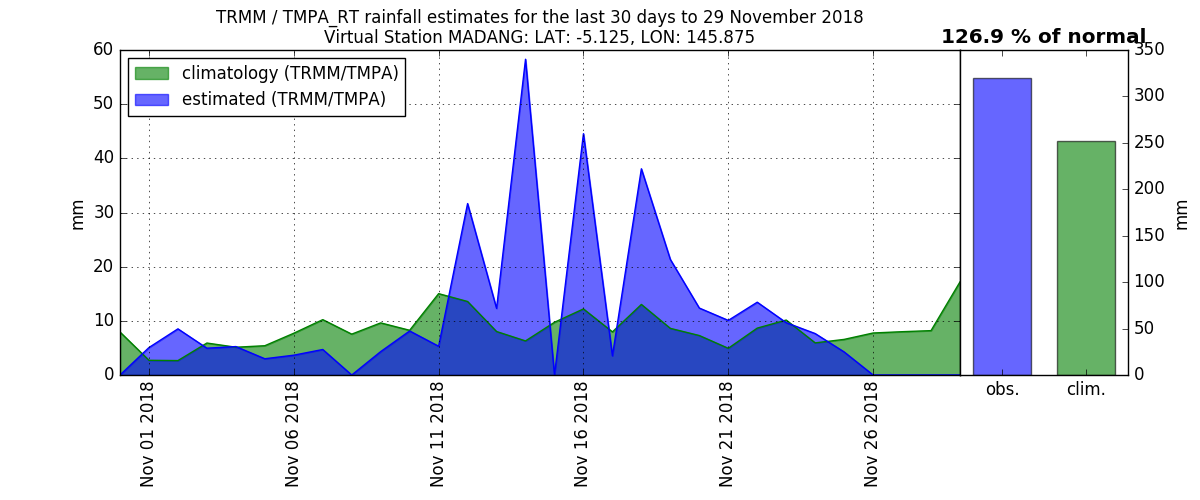 TRMM / TMPA_RT rainfall estimates for the last 30 days to 29 November 2018
Virtual Station MADANG: LAT: -5.125, LON: 145.875
126.9 % of normal
climatology (TRMM/TMPA)
estimated (TRMM/TMPA)
mm
60
50
40
30
20
10
0
Nov 01 2018
Nov 06 2018
Nov 11 2018
Nov 16 2018
Nov 21 2018
Nov 26 2018
obs.
clim.
350
300
250
200
150
100
50
0
mm